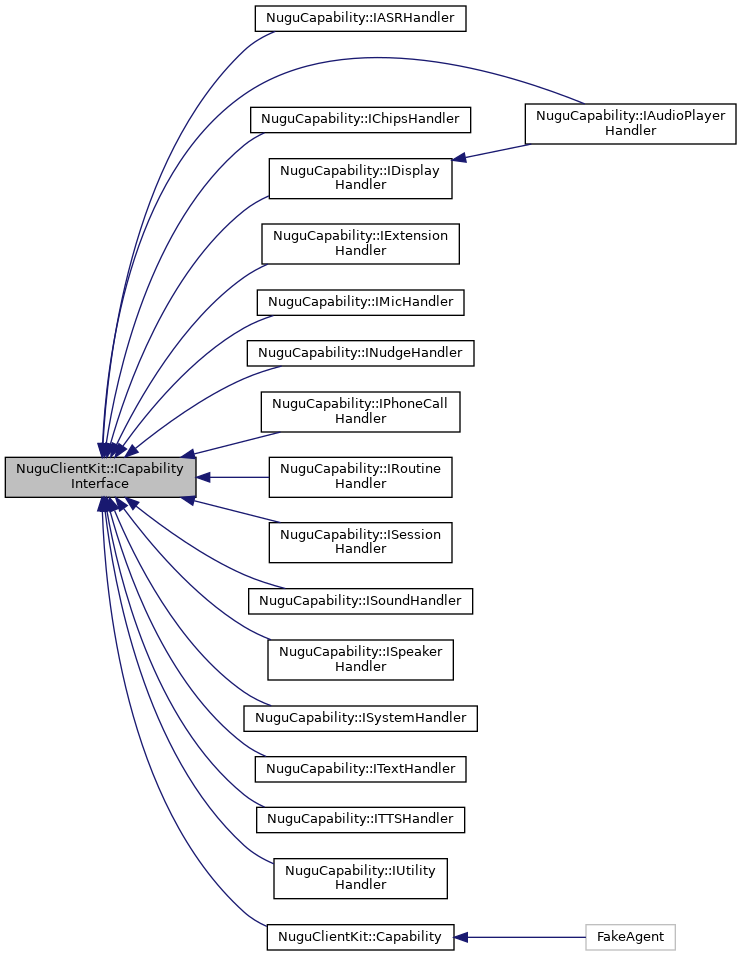 NuguCapability::IASRHandler
NuguCapability::IAudioPlayer
Handler
NuguCapability::IChipsHandler
NuguCapability::IDisplay
Handler
NuguCapability::IExtension
Handler
NuguCapability::IMicHandler
NuguCapability::INudgeHandler
NuguCapability::IPhoneCall
Handler
NuguClientKit::ICapability
Interface
NuguCapability::IRoutine
Handler
NuguCapability::ISession
Handler
NuguCapability::ISoundHandler
NuguCapability::ISpeaker
Handler
NuguCapability::ISystemHandler
NuguCapability::ITextHandler
NuguCapability::ITTSHandler
NuguCapability::IUtility
Handler
NuguClientKit::Capability
FakeAgent